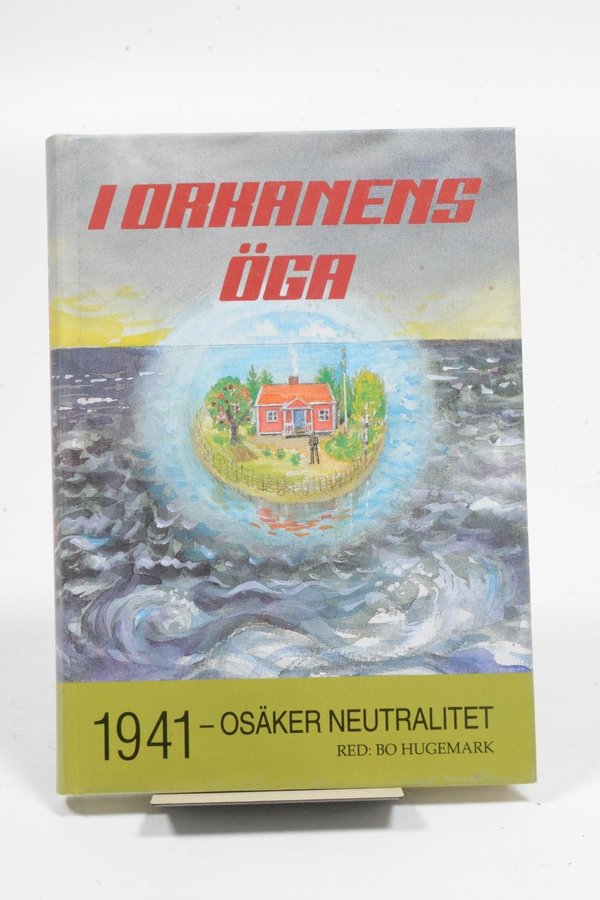 I ORKANENS
ÖGA
1941 – OSÄKER NEUTRALITET
RED: BO HUGEMARK